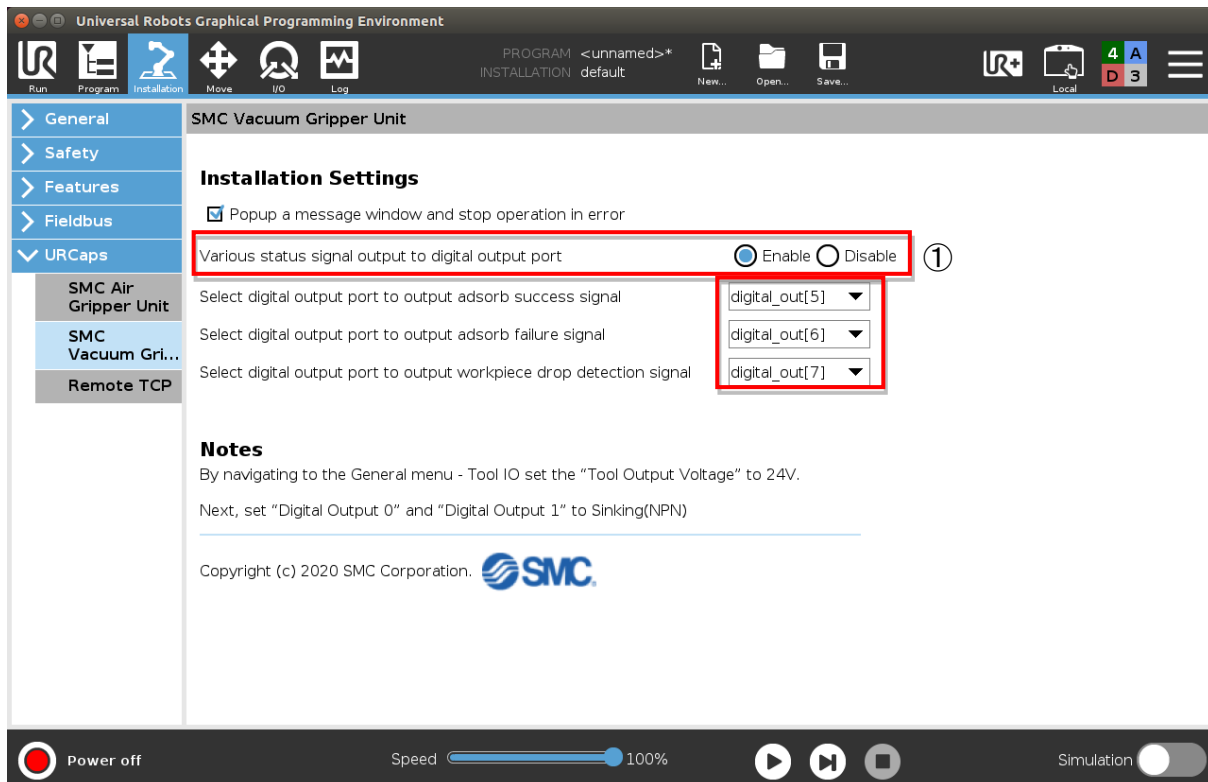 Universal Robots Graphical Programming Environment
PROGRAM <unnamed>*
INSTALLATION default
Run
Program
Installation
Move
I/O
Log
New...
Open...
Save...
UR+
Local
4 A
D 3
General
Safety
Features
Fieldbus
URCaps
SMC Air
Gripper Unit
SMC
Vacuum Gri...
Remote TCP
SMC Vacuum Gripper Unit
Installation Settings
Popup a message window and stop operation in error
Various status signal output to digital output port Enable Disable ①
Select digital output port to output adsorb success signal digital_out[5]
Select digital output port to output adsorb failure signal digital_out[6]
Select digital output port to output workpiece drop detection signal digital_out[7]
Notes
By navigating to the General menu - Tool IO set the “Tool Output Voltage” to 24V.
Next, set “Digital Output 0” and “Digital Output 1” to Sinking(NPN)
Copyright (c) 2020 SMC Corporation. SMC.
Power off
Speed 100%
Simulation